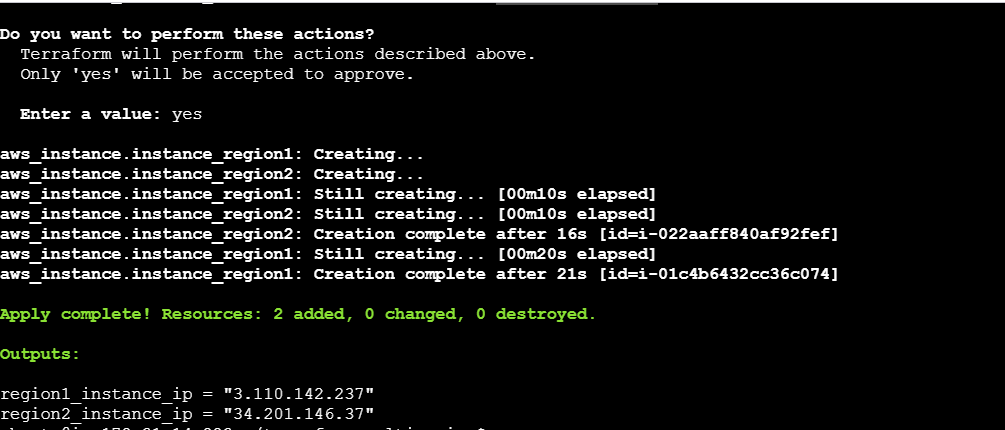 Do you want to perform these actions?
Terraform will perform the actions described above.
Only 'yes' will be accepted to approve.
Enter a value: yes
aws_instance.instance_region1: Creating...
aws_instance.instance_region2: Creating...
aws_instance.instance_region1: Still creating... [00m10s elapsed]
aws_instance.instance_region2: Still creating... [00m10s elapsed]
aws_instance.instance_region2: Creation complete after 16s [id=i-022aaff840af92fef]
aws_instance.instance_region1: Still creating... [00m20s elapsed]
aws_instance.instance_region1: Creation complete after 21s [id=i-01c4b6432cc36c074]
Apply complete! Resources: 2 added, 0 changed, 0 destroyed.
Outputs:
region1_instance_ip = "3.110.142.237"
region2_instance_ip = "34.201.146.37"